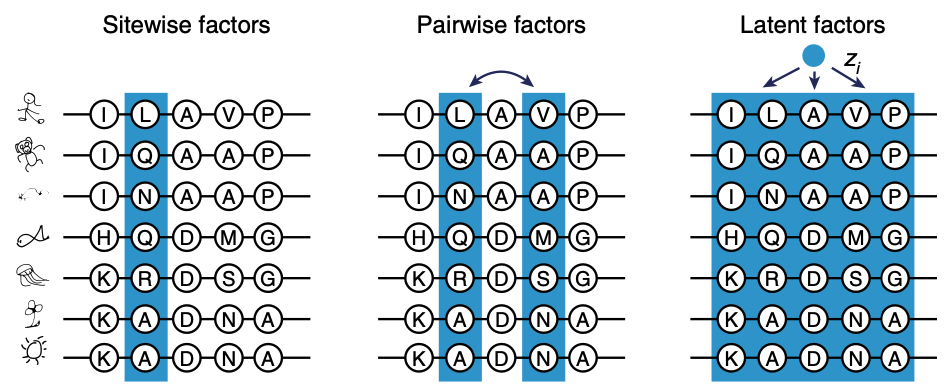 Sitewise factors Pairwise factors Latent factors
z_i
I L A V P I L A V P I L A V P
I Q A A P I Q A A P I Q A A P
I N A A P I N A A P I N A A P
H Q D M G H Q D M G H Q D M G
K R D S G K R D S G K R D S G
K A D N A K A D N A K A D N A
K A D N A K A D N A K A D N A